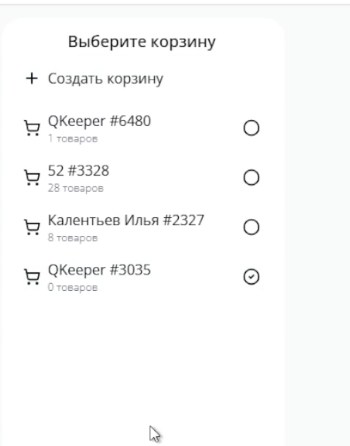 Выберите корзину
+ Создать корзину
QKeeper #6480
1 товаров
52 #3328
28 товаров
Калентьев Илья #2327
8 товаров
QKeeper #3035
0 товаров